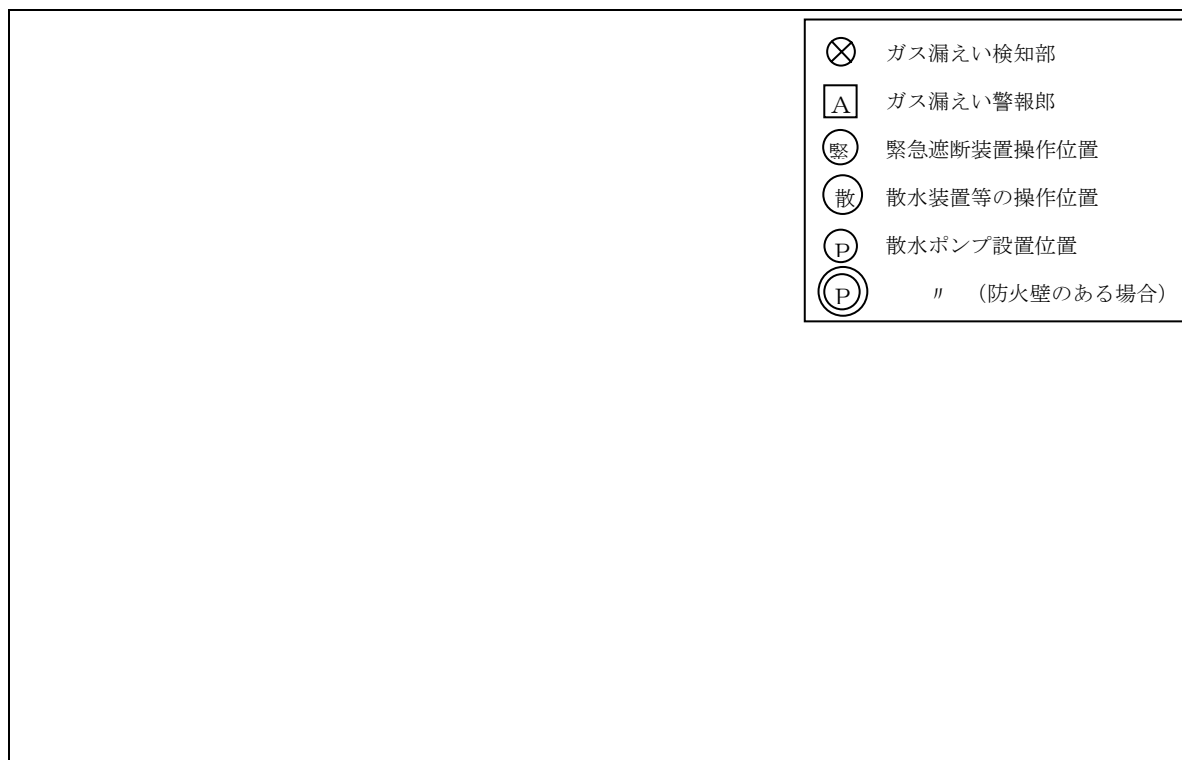 ガス漏えい検知部
A ガス漏えい警報郎
緊 緊急遮断装置操作位置
散 散水装置等の操作位置
P 散水ポンプ設置位置
P 〃 （防火壁のある場合）